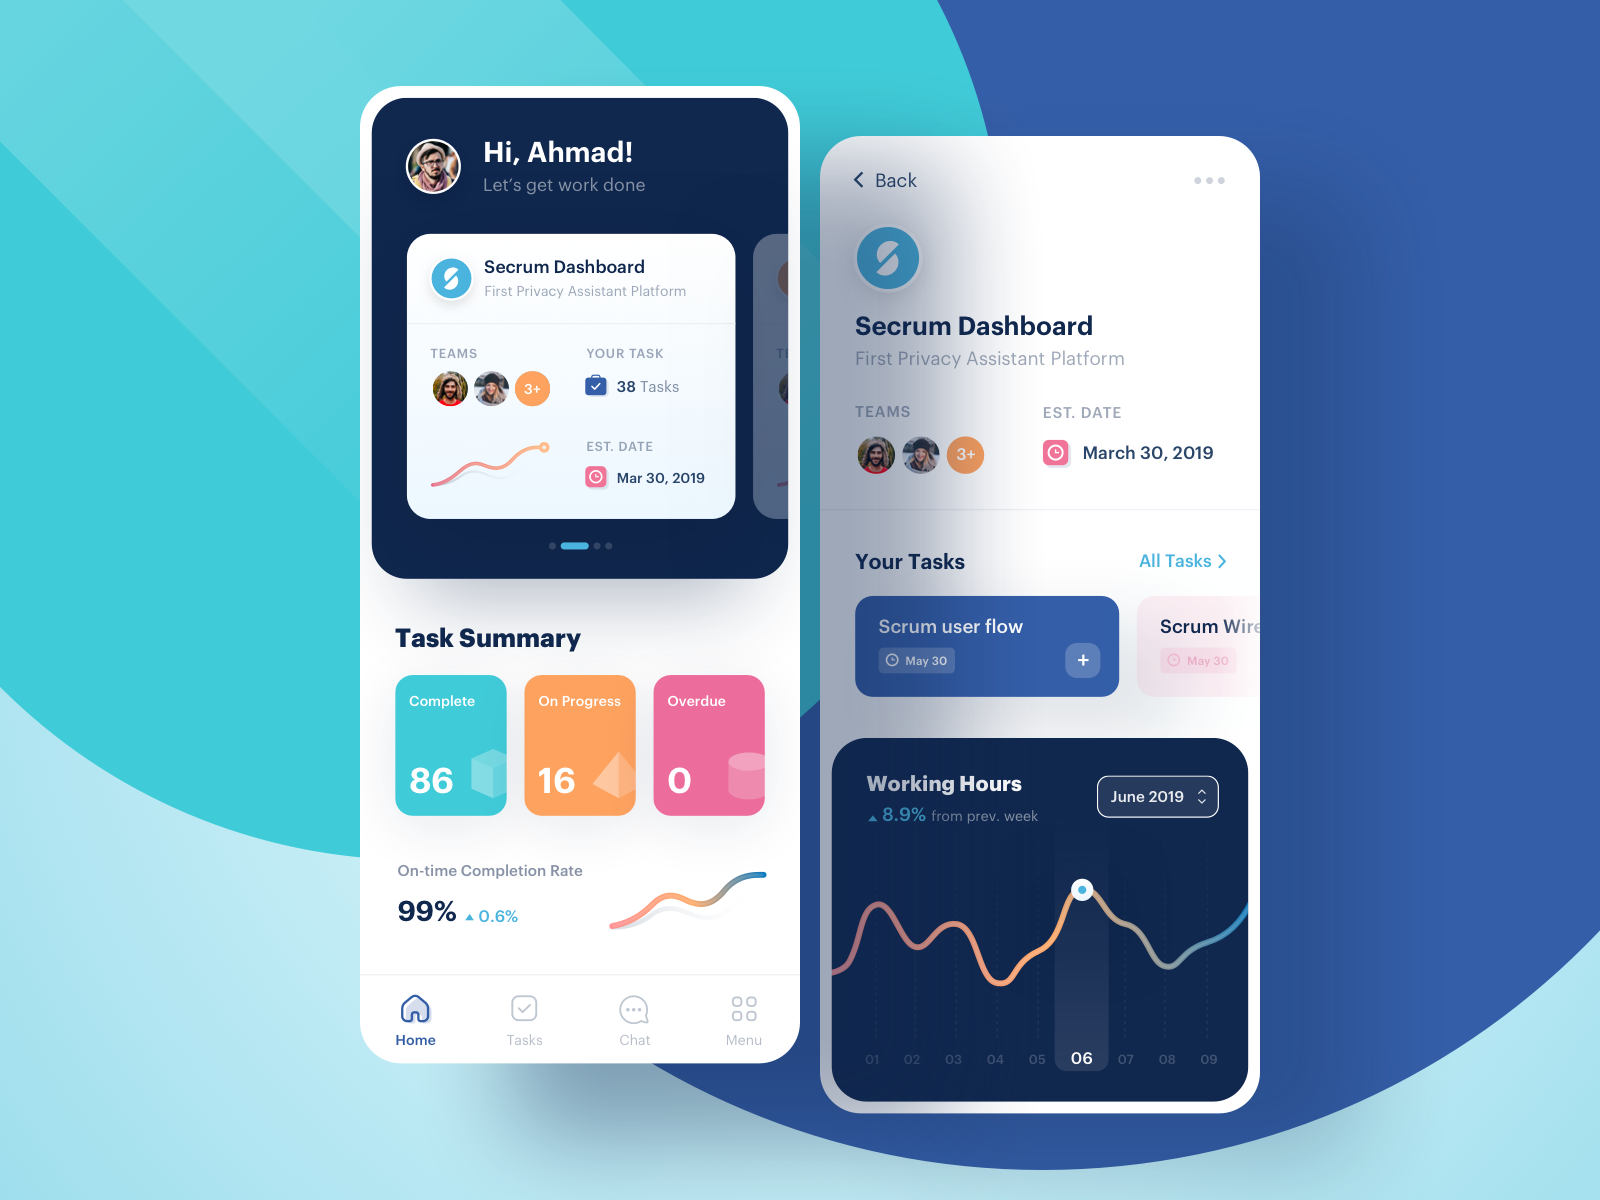 Hi, Ahmad!
Let's get work done
Secrum Dashboard
First Privacy Assistant Platform
TEAMS
YOUR TASK
3+
38 Tasks
EST. DATE
Mar 30, 2019
Task Summary
Complete
On Progress
Overdue
86
16
0
On-time Completion Rate
99%
0.6%
Home
Tasks
Chat
Menu
Back
Secrum Dashboard
First Privacy Assistant Platform
TEAMS
EST. DATE
3+
March 30, 2019
Your Tasks
All Tasks
Scrum user flow
May 30
+
Scrum Wire
May 30
Working Hours
8.9% from prev. week
June 2019
01 02 03 04 05 06 07 08 09